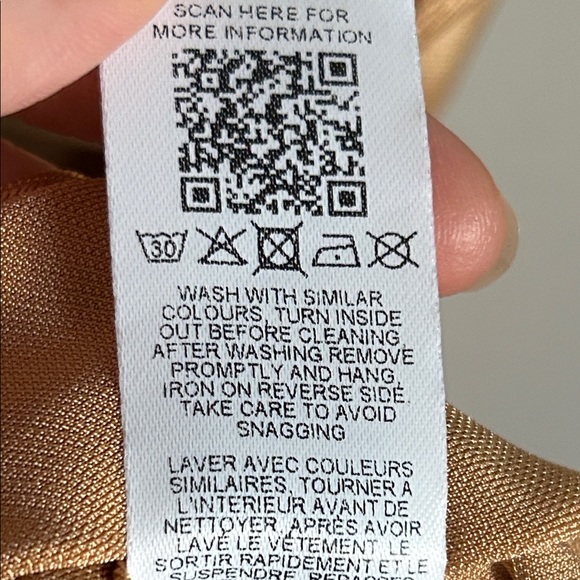 SCAN HERE FOR
MORE INFORMATION
30
WASH WITH SIMILAR
COLOURS, TURN INSIDE
OUT BEFORE CLEANING,
AFTER WASHING REMOVE
PROMPTLY AND HANG,
IRON ON REVERSE SIDE.
TAKE CARE TO AVOID
SNAGGING
LAVER AVEC COULEURS
SIMILAIRES, TOURNER A
L'INTERIEUR AVANT DE
NETTOYER, APRÈS AVOIR
LAVÉ LE VÊTEMENT LE
SORTIR RAPIDEMENT ET LE
SUSPENDRE,